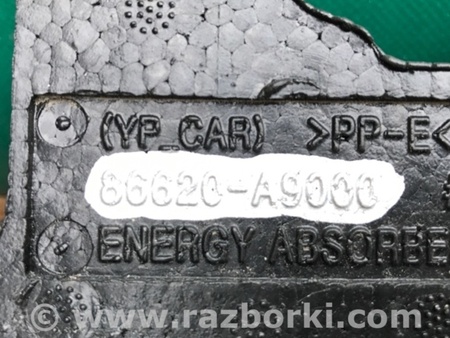 (YP_CAR) >PP-E<
86620-A9000
ENERGY ABSORBE
www.razborki.com